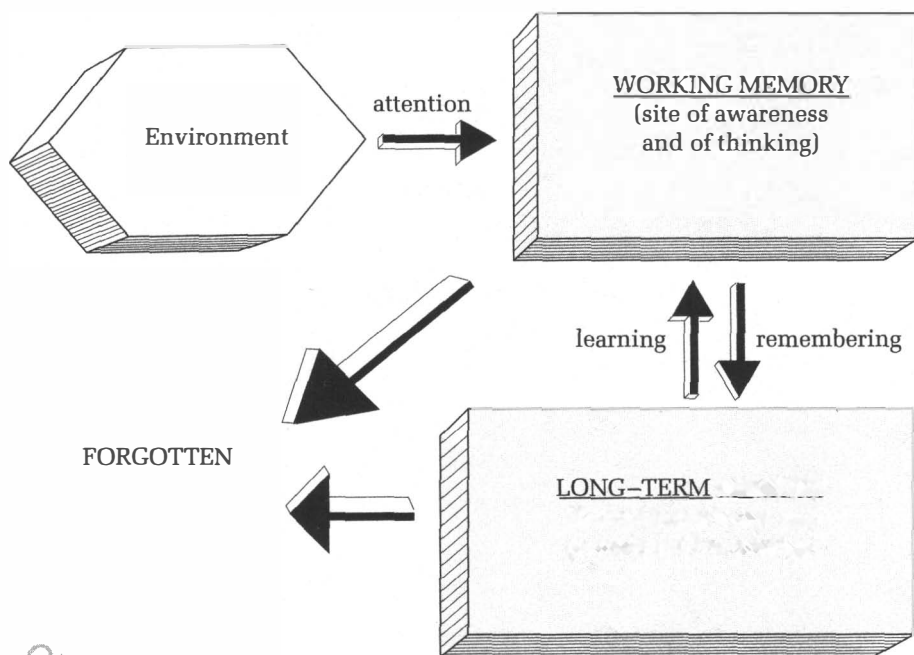 attention
Environment
WORKING MEMORY
(site of awareness
and of thinking)
learning
remembering
FORGOTTEN
LONG–TERM